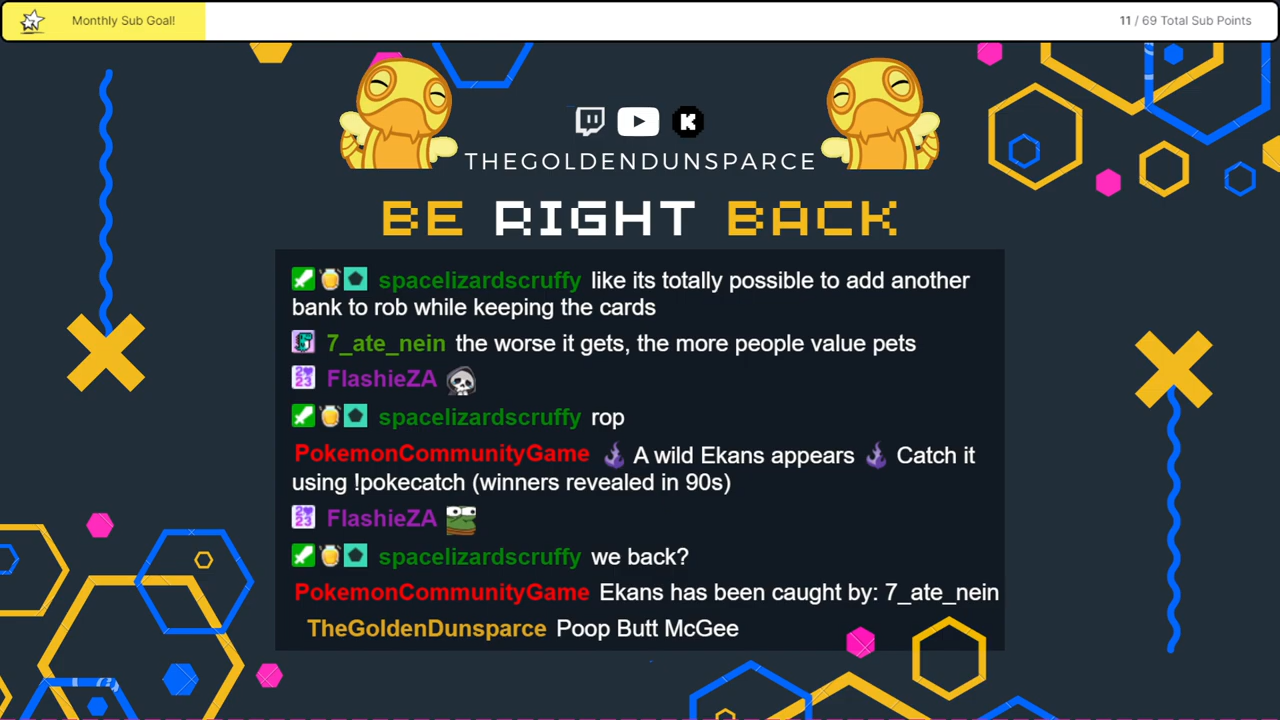 Monthly Sub Goal!
11 / 69 Total Sub Points
K
THEGOLDENDUNSPARCE
BE RIGHT BACK
spacelizardscruffy like its totally possible to add another
bank to rob while keeping the cards
7_ate_nein the worse it gets, the more people value pets
FlashieZA
spacelizardscruffy rop
PokemonCommunityGame A wild Ekans appears Catch it
using !pokecatch (winners revealed in 90s)
FlashieZA
spacelizardscruffy we back?
PokemonCommunityGame Ekans has been caught by: 7_ate_nein
TheGoldenDunsparce Poop Butt McGee